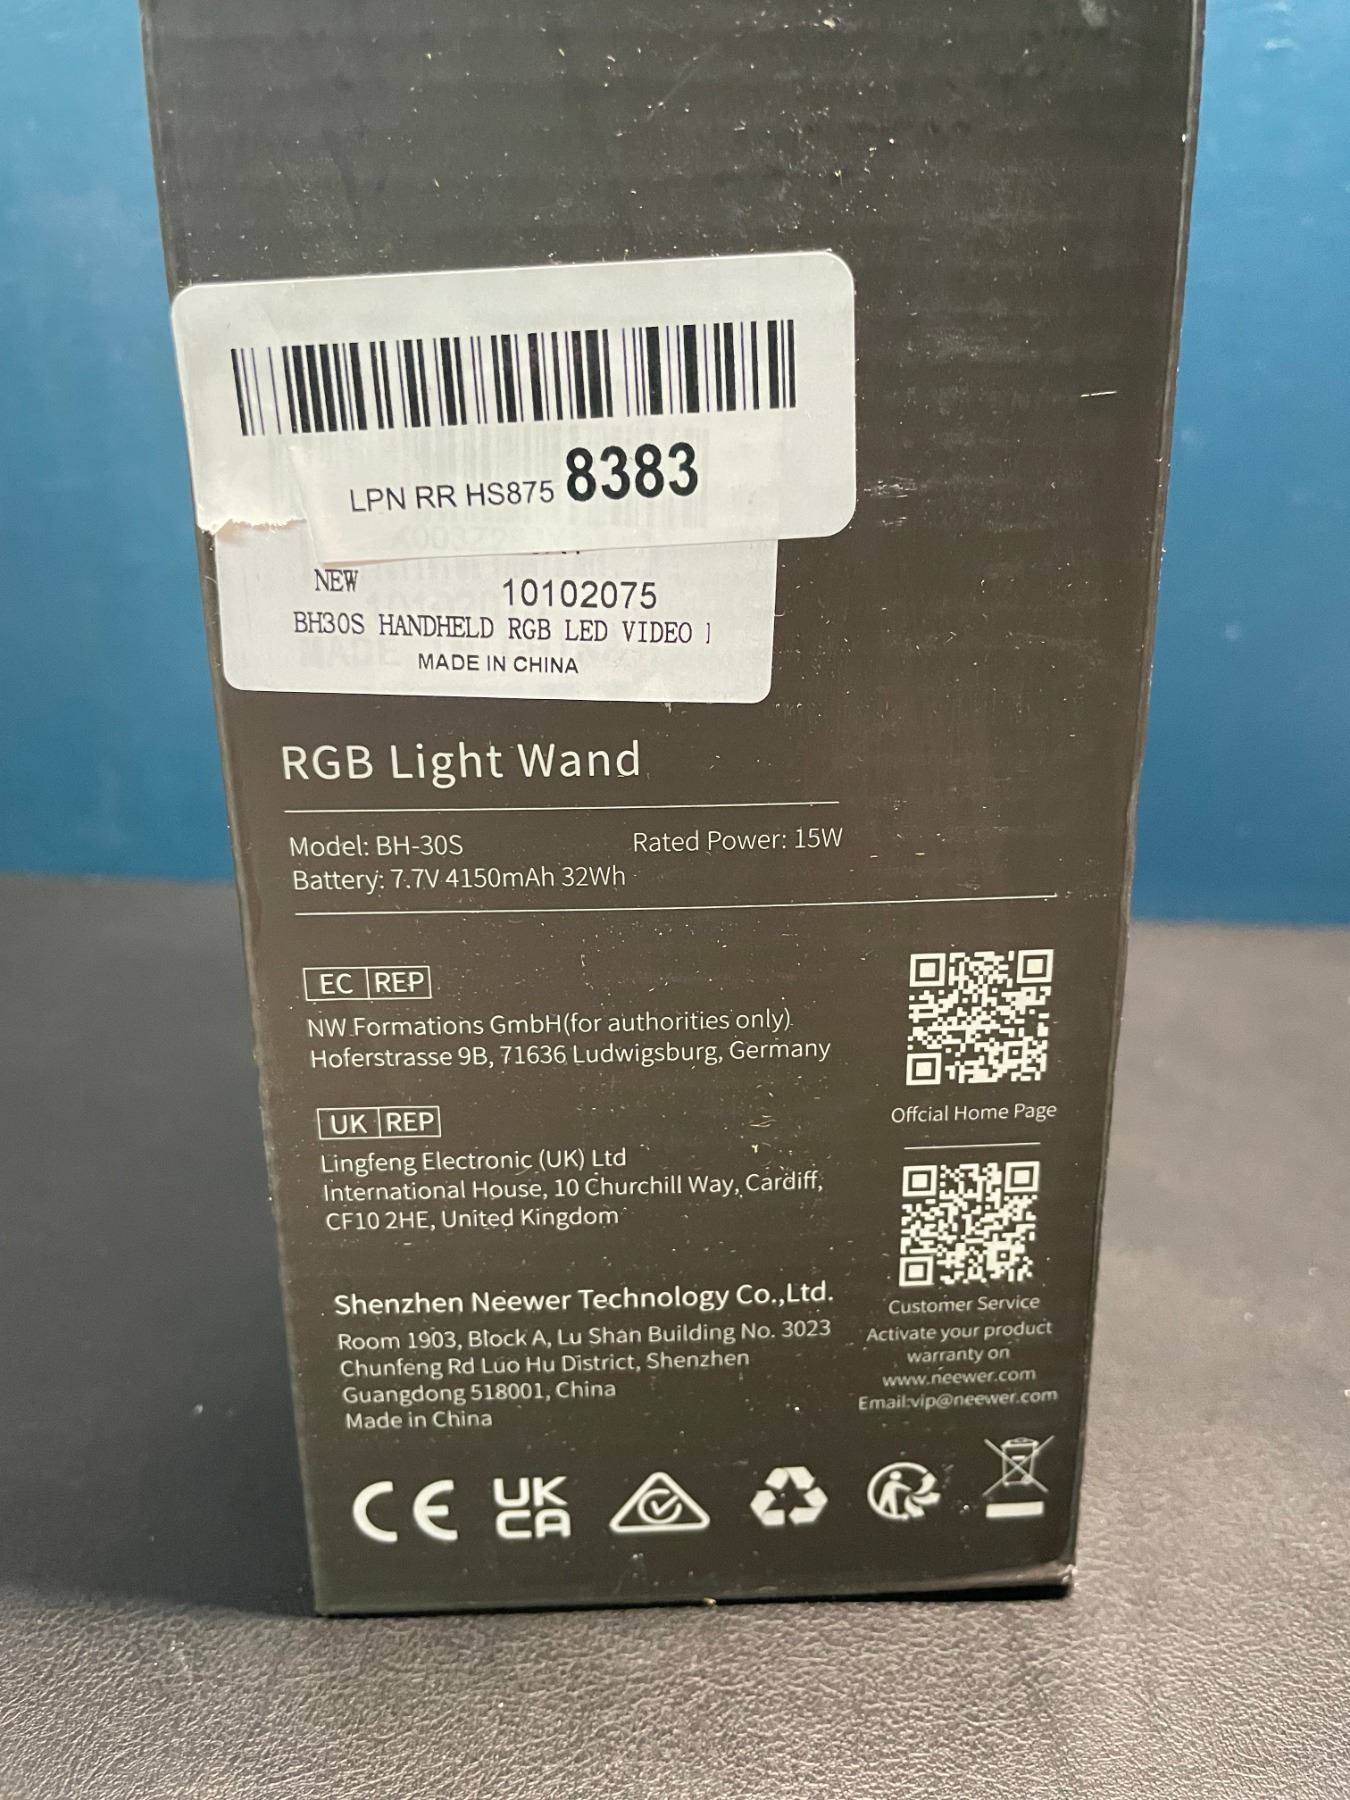 LPN RR HS875 8383
NEW
10102075
BH30S HANDHELD RGB LED VIDEO
MADE IN CHINA
RGB Light Wand
Model: BH-30S
Rated Power: 15W
Battery: 7.7V 4150mAh 32Wh
EC REP
NW Formations GmbH(for authorities only)
Hoferstrasse 9B, 71636 Ludwigsburg, Germany
UK REP
Lingfeng Electronic (UK) Ltd
International House, 10 Churchill Way, Cardiff,
CF10 2HE, United Kingdom
Shenzhen Neewer Technology Co.,Ltd.
Room 1903, Block A, Lu Shan Building No. 3023
Chunfeng Rd Luo Hu District, Shenzhen
Guangdong 518001, China
Made in China
Offcial Home Page
Customer Service
Activate your product
warranty on
www.neewer.com
Email:vip@neewer.com
CE
UK
CA